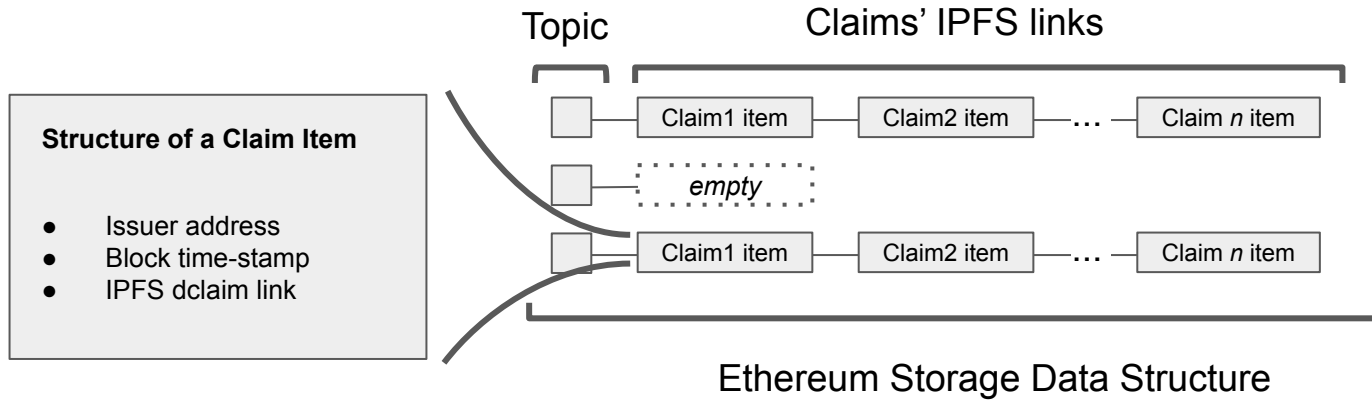 Topic
Claims’ IPFS links
Structure of a Claim Item
● Issuer address
● Block time-stamp
● IPFS dclaim link
Claim1 item
Claim2 item
...
Claim n item
empty
Claim1 item
Claim2 item
...
Claim n item
Ethereum Storage Data Structure